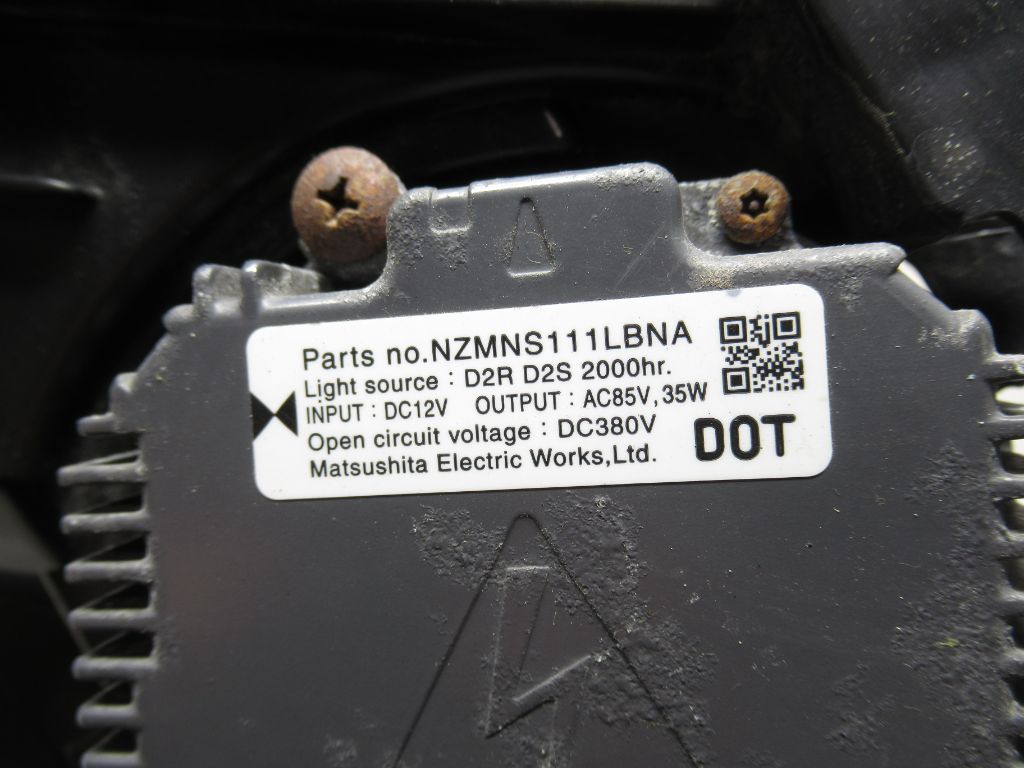 Parts no.NZMNS111LBNA
Light source : D2R D2S 2000hr.
INPUT : DC12V OUTPUT : AC85V, 35W
Open circuit voltage : DC380V
Matsushita Electric Works,Ltd.
DOT